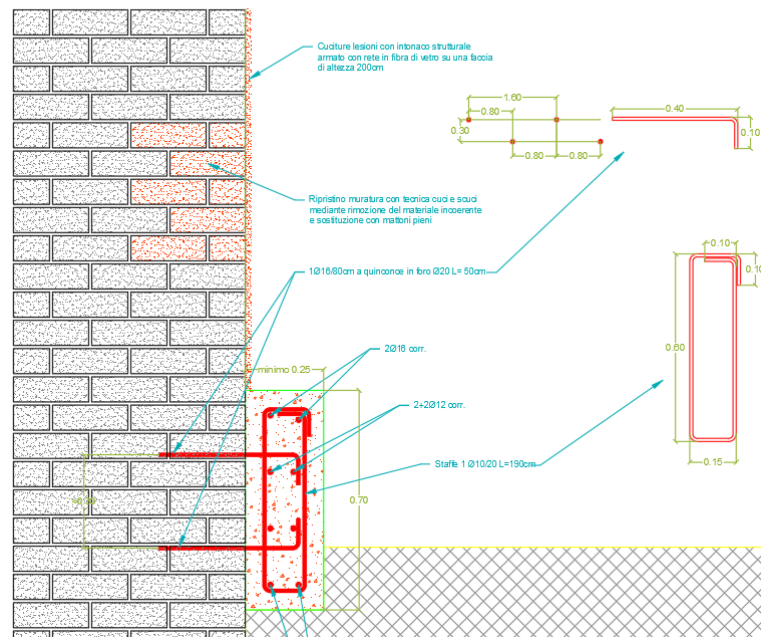 Cuciture lesioni con intonaco strutturale
armato con rete in fibra di vetro su una faccia
di altezza 200cm
1.60
0.80
0.30
0.80
0.80
0.40
0.10
Ripristino muratura con tecnica cuci e scuci
mediante rimozione del materiale incoerente
e sostituzione con mattoni pieni
1Ø16/80cm a quinconce in foro Ø20 L= 50cm
0.10
0.10
0.60
0.15
2Ø16 corr.
minimo 0.25
2+2Ø12 corr.
Staffe 1 Ø10/20 L=190cm
0.70